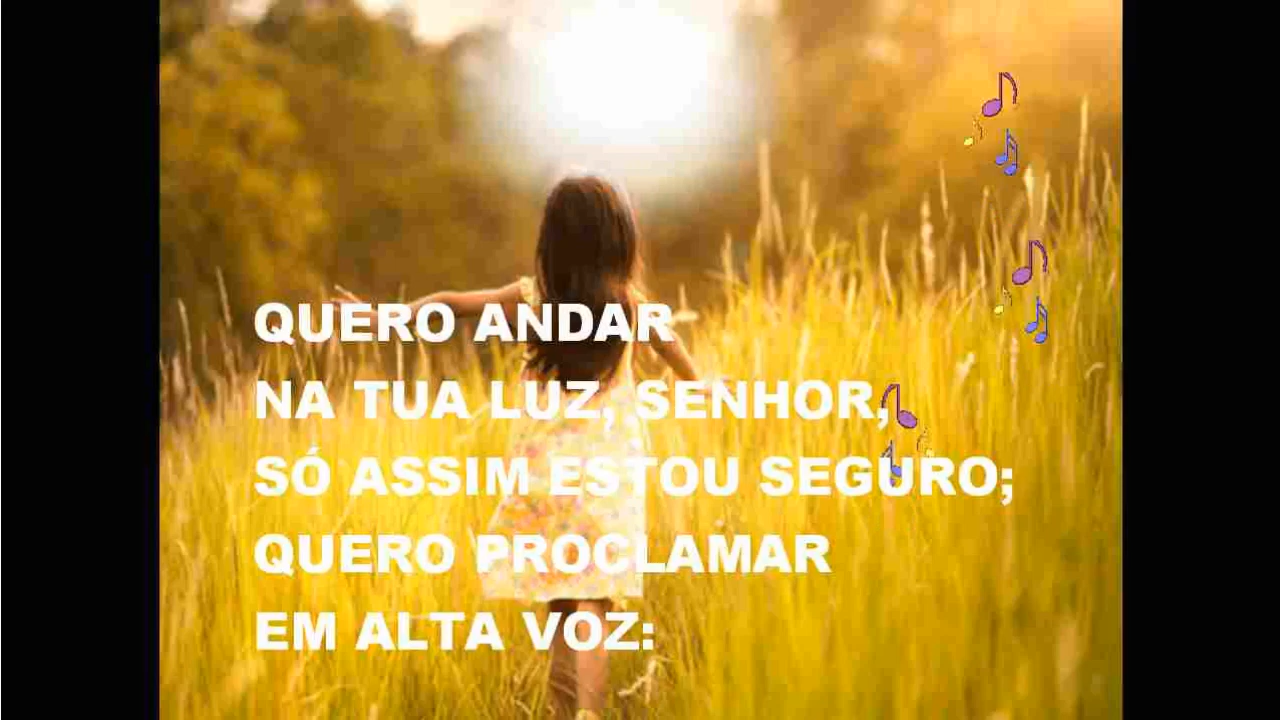 QUERO ANDAR
NA TUA LUZ, SENHOR,
SÓ ASSIM ESTOU SEGURO;
QUERO PROCLAMAR
EM ALTA VOZ: